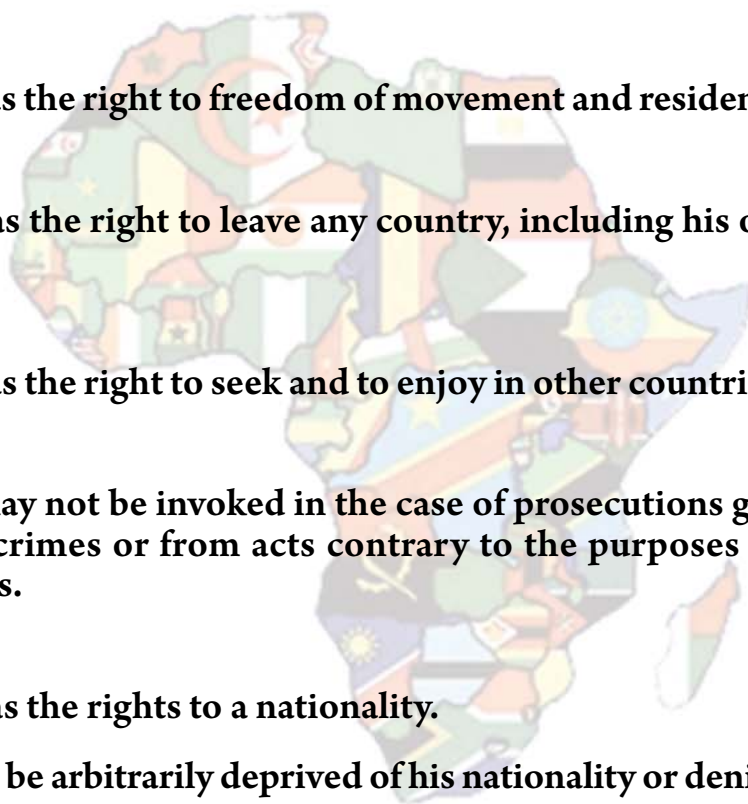 s the right to freedom of movement and residen
as the right to leave any country, including his
s the right to seek and to enjoy in other countri
ay not be invoked in the case of prosecutions g
crimes or from acts contrary to the purposes
s.
as the rights to a nationality.
be arbitrarily deprived of his nationality or deni